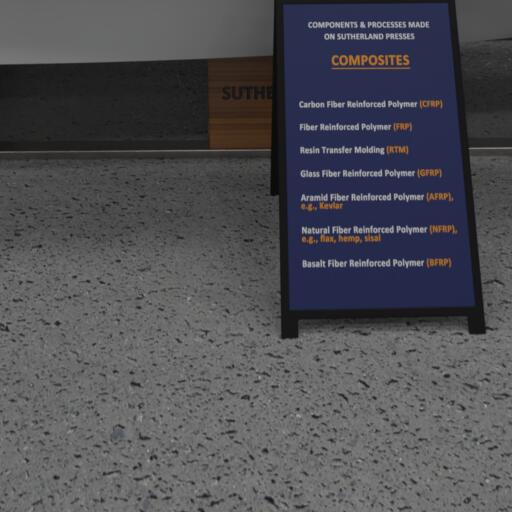 COMPONENTS & PROCESSES MADE
ON SUTHERLAND PRESSES
COMPOSITES
Carbon Fiber Reinforced Polymer (CFRP)
Fiber Reinforced Polymer (FRP)
Resin Transfer Molding (RTM)
Glass Fiber Reinforced Polymer (GFRP)
Aramid Fiber Reinforced Polymer (AFRP),
e.g., Kevlar
Natural Fiber Reinforced Polymer (NFRP),
e.g., flax, hemp, sisal
Basalt Fiber Reinforced Polymer (BFRP)
SUTHE